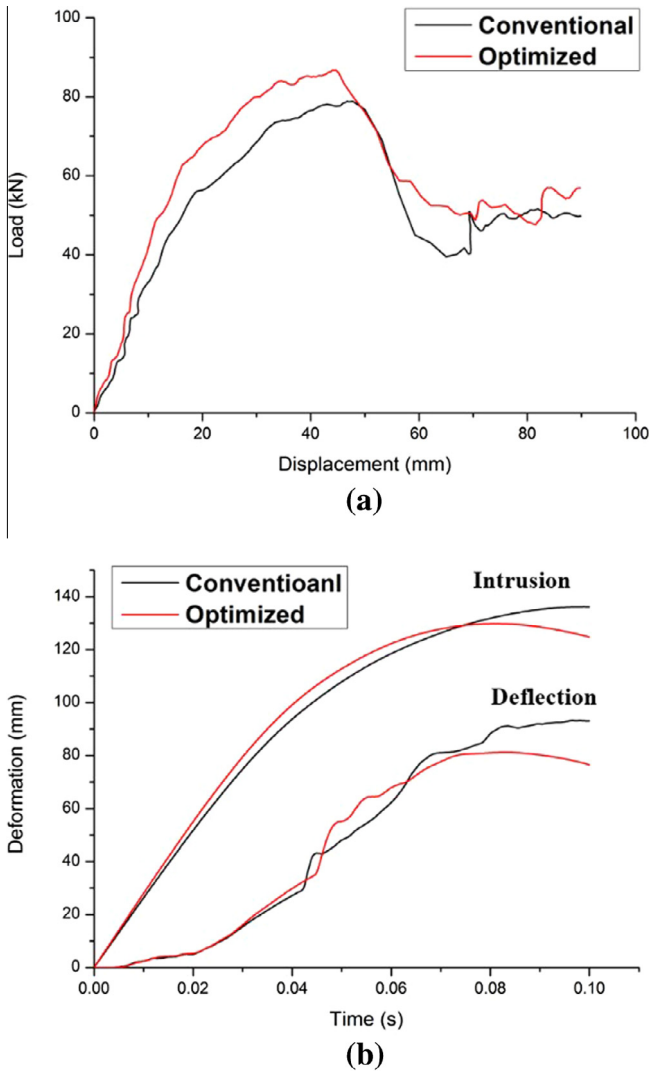 100
80
60
40
20
0
Load (kN)
Conventional
Optimized
0
20
40
60
80
100
Displacement (mm)
(a)
140
120
100
80
60
40
20
0
Deformation (mm)
Conventioanl
Optimized
Intrusion
Deflection
0.00
0.02
0.04
0.06
0.08
0.10
Time (s)
(b)